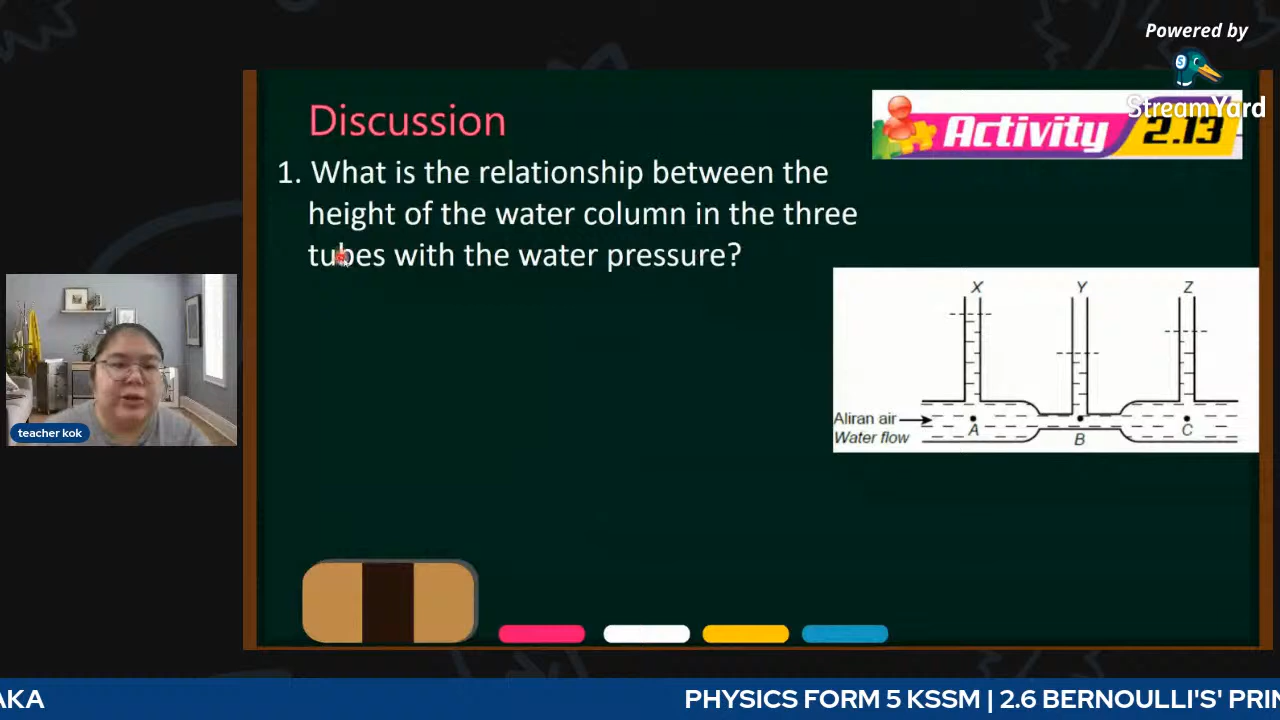 Powered by
StreamYard
Discussion
Activity 2.13
1. What is the relationship between the
height of the water column in the three
tubes with the water pressure?
X Y Z
Aliran air
Water flow
A B C
teacher kok
AKA
PHYSICS FORM 5 KSSM | 2.6 BERNOULLI'S' PRIN